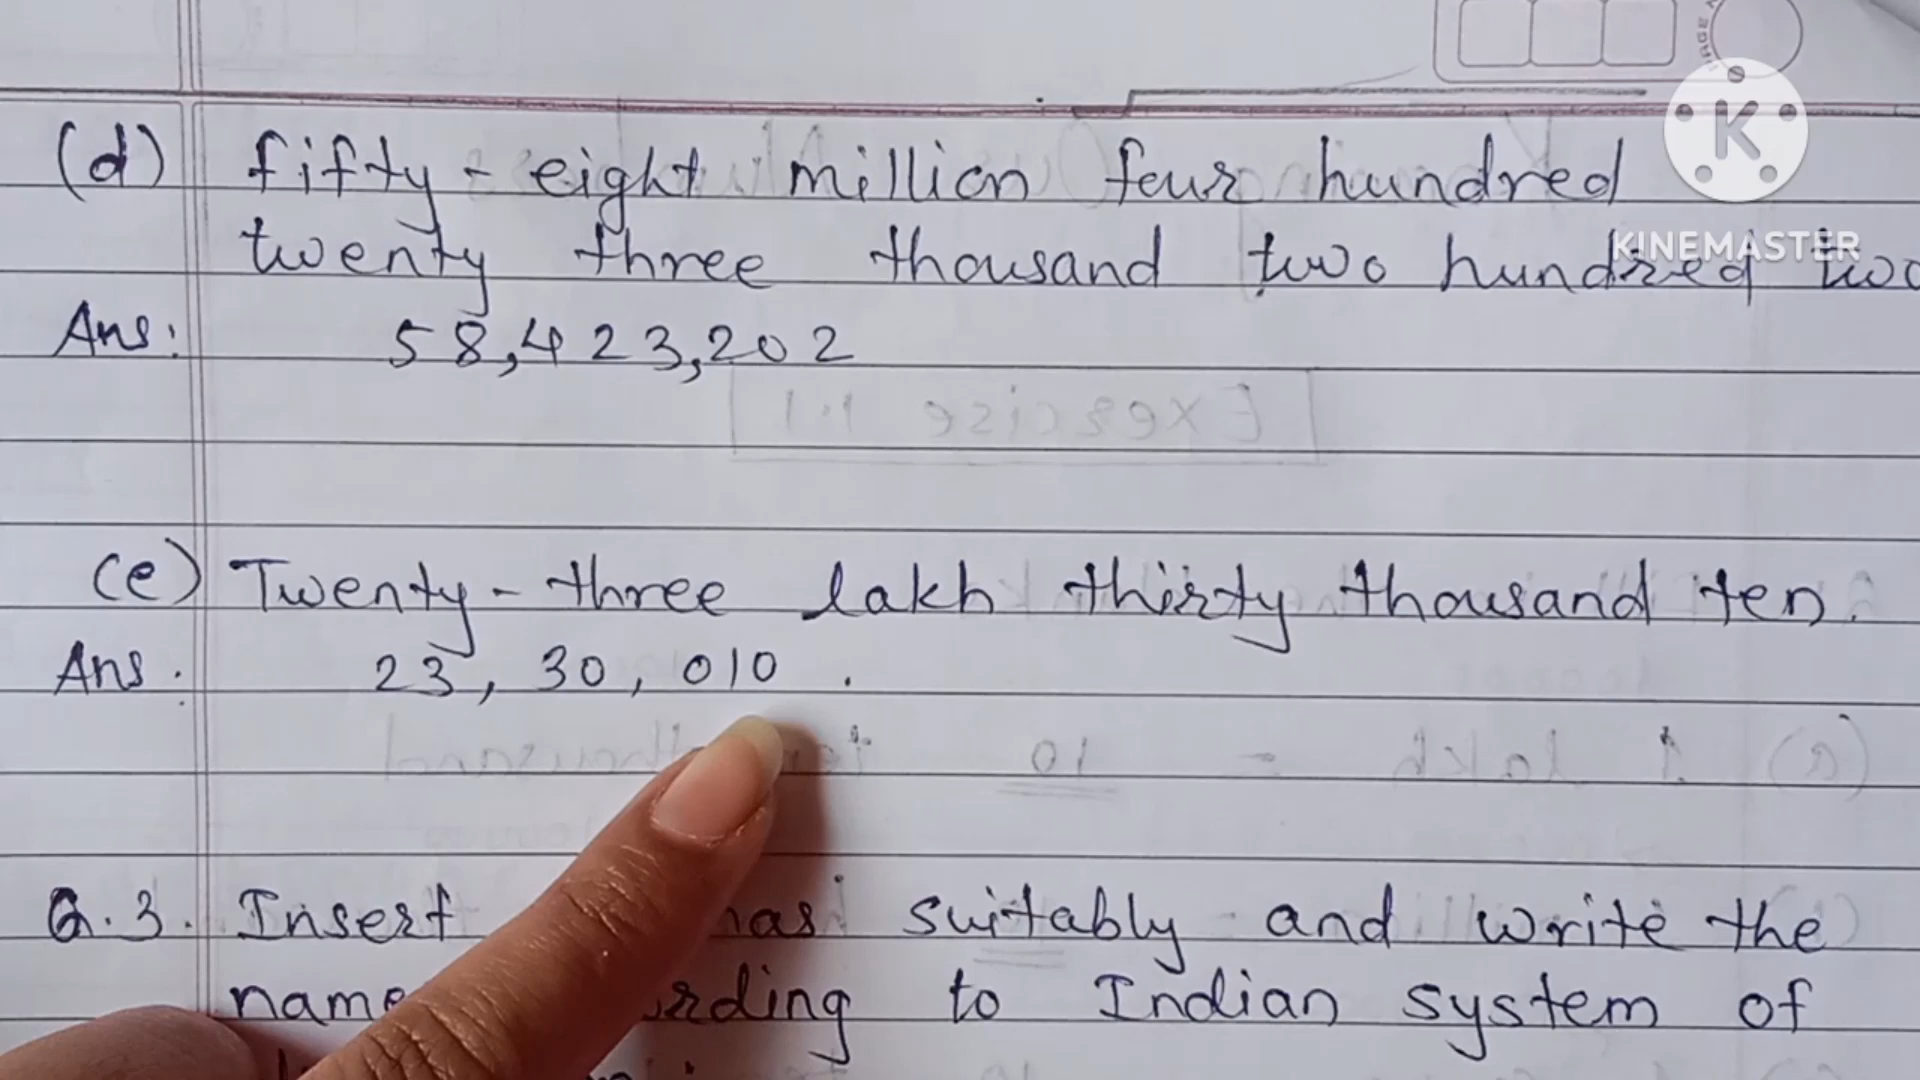 KINEMASTER
(d) fifty - eight million four hundred
twenty three thousand two hundred two
Ans: 58,423,202
(e) Twenty - three lakh thirty thousand ten.
Ans. 23, 30, 010 .
Q.3. Insert suitably and write the
to Indian system of